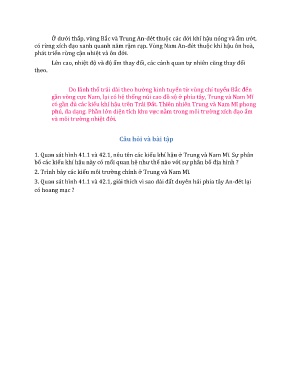 Ở dưới thấp, vùng Bắc và Trung An-đét thuộc các đới khí hậu nóng và ẩm ướt,
có rừng xích đạo xanh quanh năm rậm rạp. Vùng Nam An-đét thuộc khí hậu ôn hoà,
phát triển rừng cận nhiệt và ôn đới.
Lên cao, nhiệt độ và độ ẩm thay đổi, các cảnh quan tự nhiên cũng thay đổi
theo.
Do lãnh thổ trải dài theo hướng kinh tuyến từ vùng chí tuyến Bắc đến
gần vòng cực Nam, lại có hệ thống núi cao đồ sộ ở phía tây, Trung và Nam Mĩ
có gần đủ các kiểu khí hậu trên Trái Đất. Thiên nhiên Trung và Nam Mĩ phong
phú, đa dạng. Phần lớn diện tích khu vực nằm trong môi trường xích đạo ẩm
và môi trường nhiệt đới.
Câu hỏi và bài tập
1. Quan sát hình 41.1 và 42.1, nêu tên các kiểu khí hậu ở Trung và Nam Mĩ. Sự phân
bố các kiểu khí hậu này có mối quan hệ như thế nào với sự phân bố địa hình ?
2. Trình bày các kiểu môi trường chính ở Trung và Nam Mĩ.
3. Quan sát hình 41.1 và 42.1, giải thích vì sao dải đất duyên hải phía tây An-đét lại
có hoang mạc ?